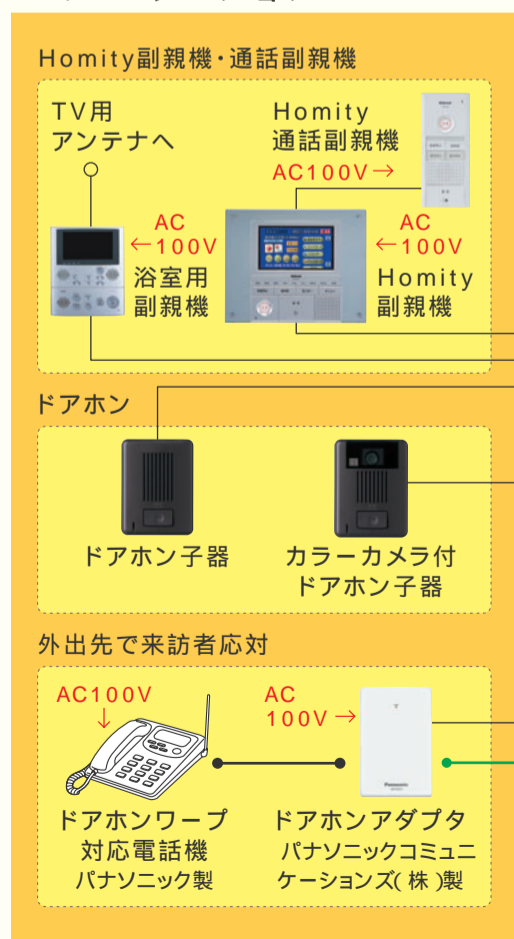 Homity副親機・通話副親機
TV用
アンテナへ
Homity
通話副親機
AC100V→
AC
←100V
浴室用
副親機
AC
←100V
Homity
副親機
ドアホン
ドアホン子器
カラーカメラ付
ドアホン子器
外出先で来訪者応対
AC100V
↓
AC
100V→
Panasonic
ドアホンワープ
対応電話機
パナソニック製
ドアホンアダプタ
パナソニックコミュニ
ケーションズ(株)製